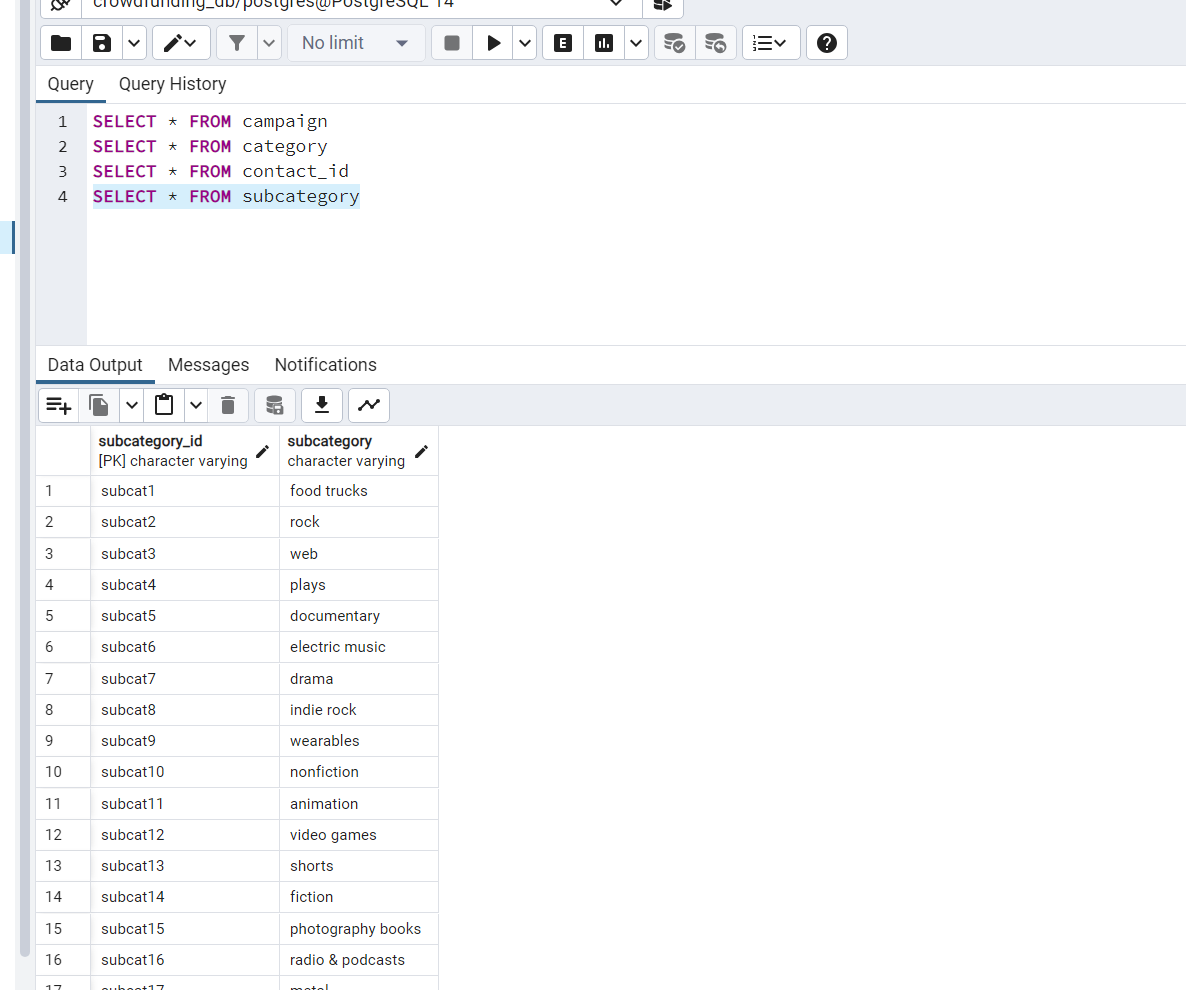 crowdfunding_db/postgres@PostgreSQL 14
No limit
E
Query Query History
1 SELECT * FROM campaign
2 SELECT * FROM category
3 SELECT * FROM contact_id
4 SELECT * FROM subcategory
Data Output Messages Notifications
subcategory_id subcategory
[PK] character varying character varying
1 subcat1 food trucks
2 subcat2 rock
3 subcat3 web
4 subcat4 plays
5 subcat5 documentary
6 subcat6 electric music
7 subcat7 drama
8 subcat8 indie rock
9 subcat9 wearables
10 subcat10 nonfiction
11 subcat11 animation
12 subcat12 video games
13 subcat13 shorts
14 subcat14 fiction
15 subcat15 photography books
16 subcat16 radio & podcasts
17 subcat17 metal